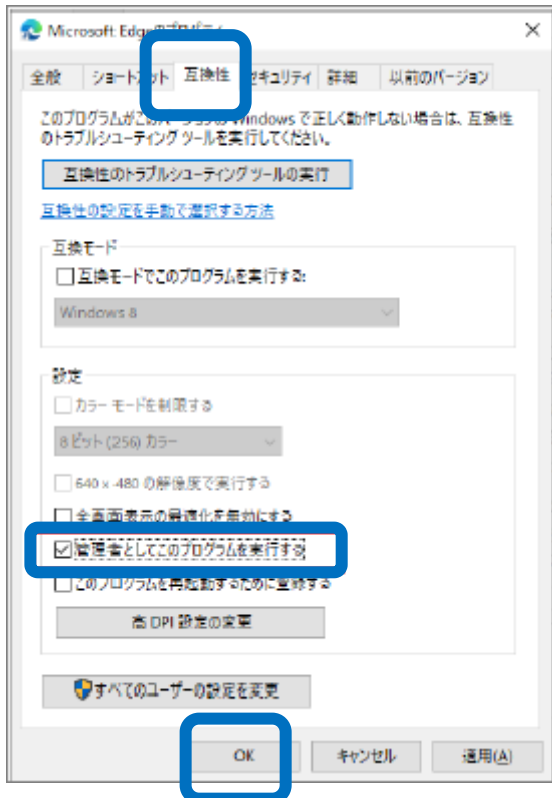 Microsoft Edgeのプロパティ
全般 ショートカット 互換性 セキュリティ 詳細 以前のバージョン
このプログラムがこのバージョンの Windows で正しく動作しない場合は、互換性
のトラブルシューティング ツールを実行してください。
互換性のトラブルシューティング ツールの実行
互換性の設定を手動で選択する方法
互換モード
互換モードでこのプログラムを実行する:
Windows 8
設定
カラー モードを制限する
8 ビット (256) カラー
640 x 480 の解像度で実行する
全画面表示の最適化を無効にする
管理者としてこのプログラムを実行する
このプログラムを再起動するために登録する
高 DPI 設定の変更
すべてのユーザーの設定を変更
OK キャンセル 適用(A)